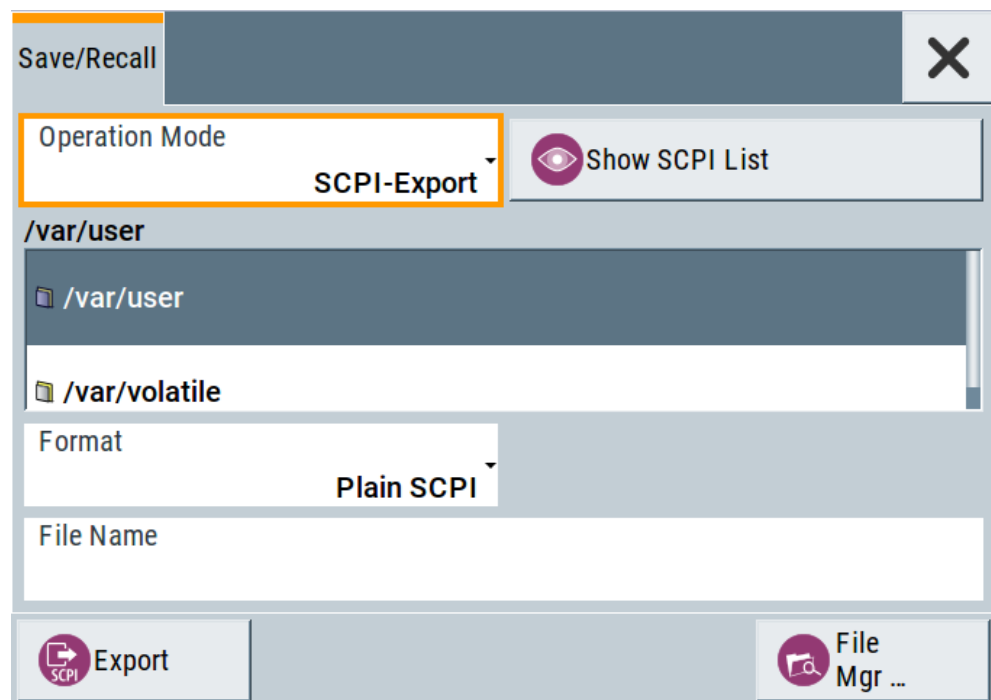 Save/Recall
Operation Mode
SCPI-Export
Show SCPI List
/var/user
/var/user
/var/volatile
Format
Plain SCPI
File Name
SCPI
Export
File
Mgr ...